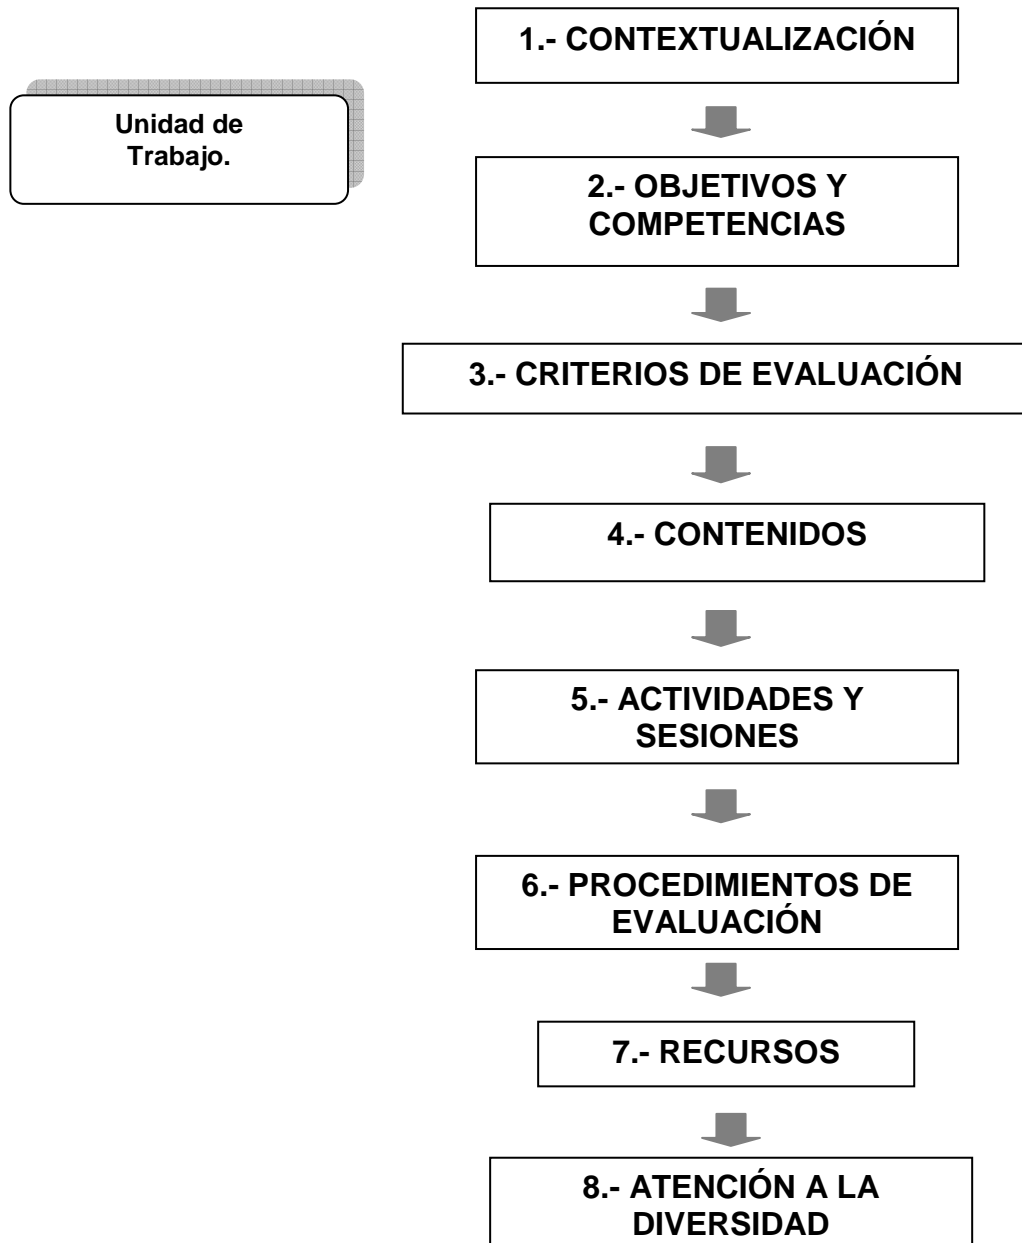 1.- CONTEXTUALIZACIÓN
Unidad de
Trabajo.
2.- OBJETIVOS Y
COMPETENCIAS
3.- CRITERIOS DE EVALUACIÓN
4.- CONTENIDOS
5.- ACTIVIDADES Y
SESIONES
6.- PROCEDIMIENTOS DE
EVALUACIÓN
7.- RECURSOS
8.- ATENCIÓN A LA
DIVERSIDAD